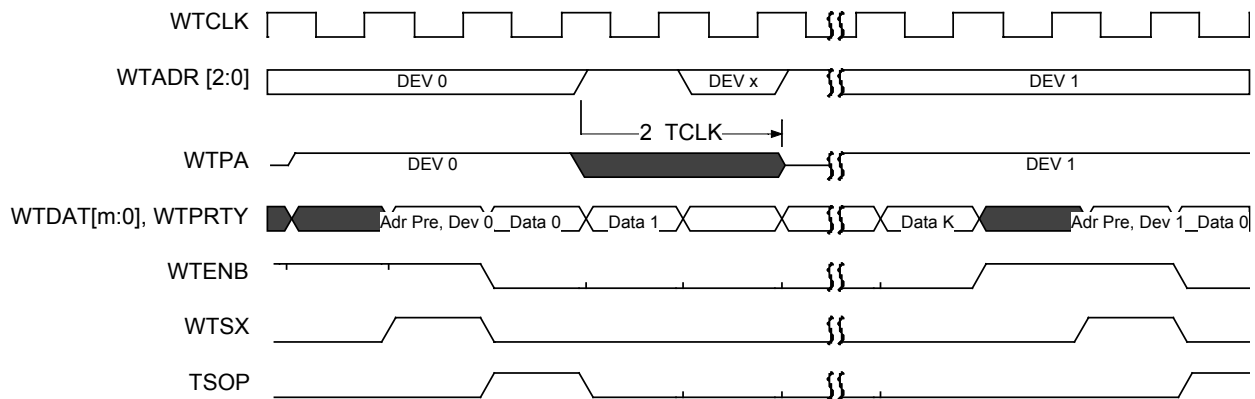 WTCLK
WTADR [2:0] DEV 0 DEV x DEV 1
2 TCLK
WTPA DEV 0 DEV 1
WTDAT[m:0], WTPRTY Adr Pre, Dev 0 Data 0 Data 1 Data K Adr Pre, Dev 1 Data 0
WTENB
WTSX
TSOP